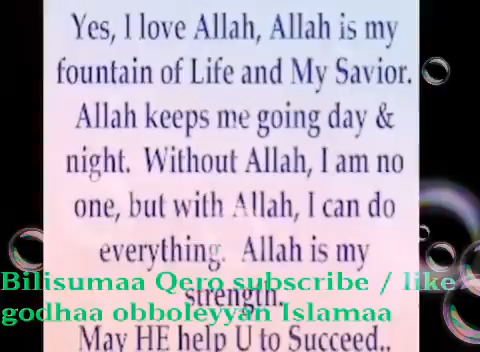 Yes, I love Allah, Allah is my
fountain of Life and My Savior.
Allah keeps me going day &
night. Without Allah, I am no
one, but with Allah, I can do
everything. Allah is my
strength.
May HE help U to Succeed..
Bilisumaa Qero subscribe / like
godhaa obboleyyan Islamaa